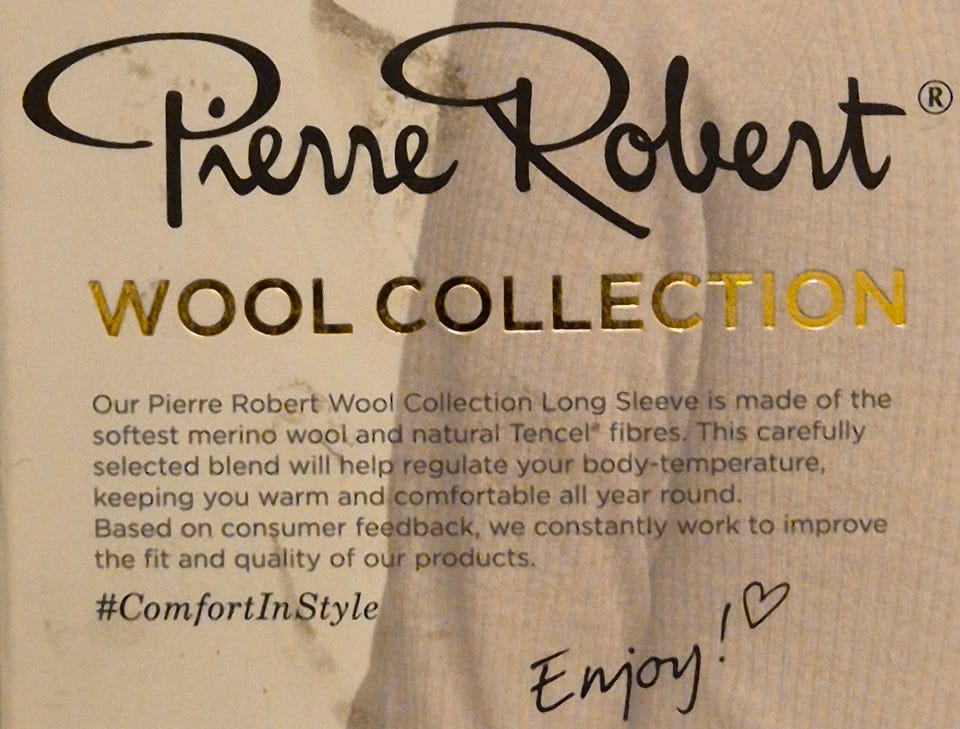 Pierre Robert®
WOOL COLLECTION
Our Pierre Robert Wool Collection Long Sleeve is made of the
softest merino wool and natural Tencel® fibres. This carefully
selected blend will help regulate your body-temperature,
keeping you warm and comfortable all year round.
Based on consumer feedback, we constantly work to improve
the fit and quality of our products.
#ComfortInStyle
Enjoy!♡